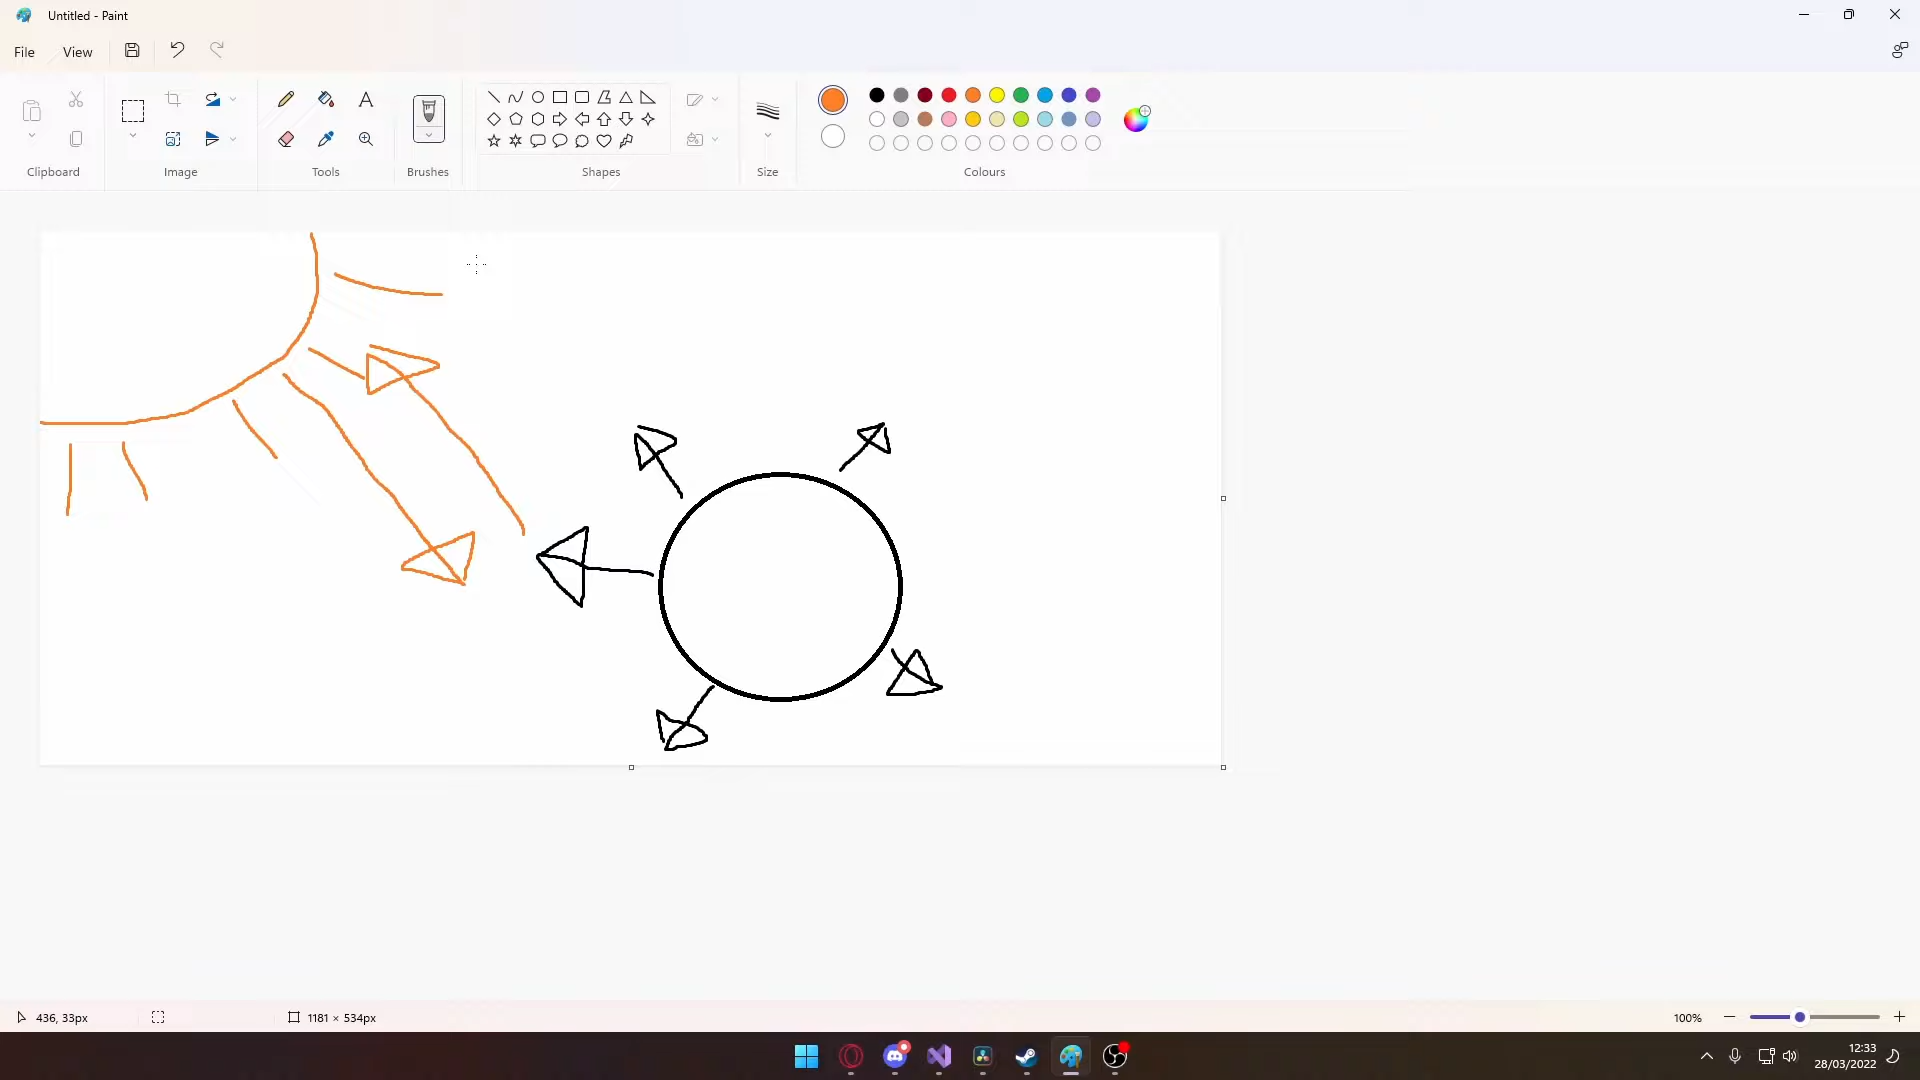 Untitled - Paint
File View
Clipboard Image Tools Brushes Shapes Size Colours
436, 33px 1181 × 534px 100%
12:33
28/03/2022